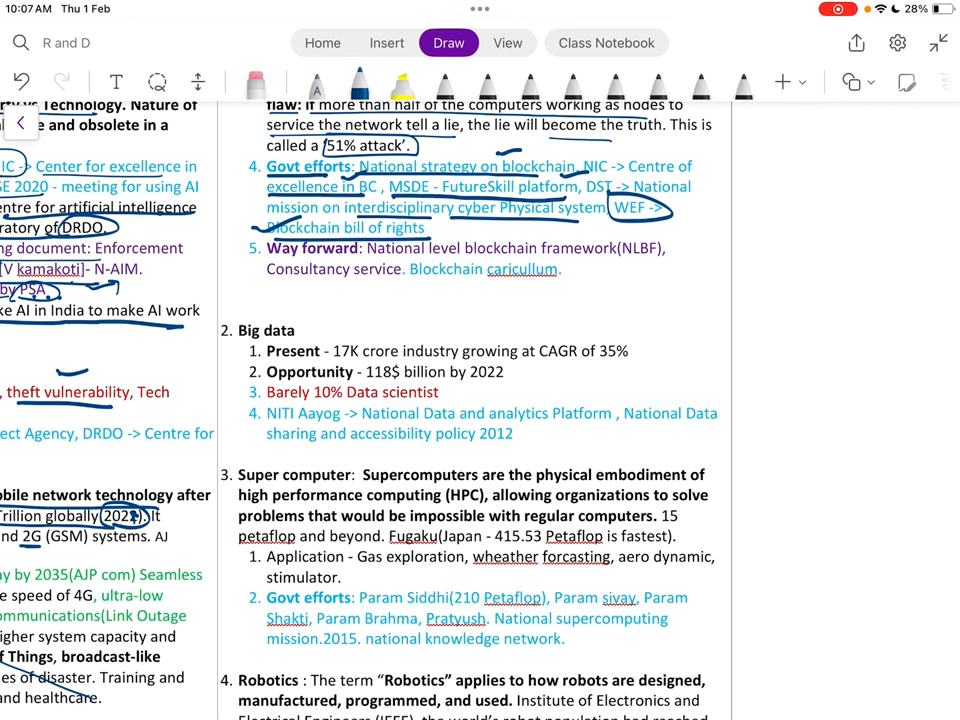 10:07 AM Thu 1 Feb
28%
R and D
Home Insert Draw View Class Notebook
T
A
rty vs Technology. Nature of
e and obsolete in a
IC -> Center for excellence in
SE 2020 - meeting for using AI
entre for artificial intelligence
ratory of DRDO.
ng document: Enforcement
[V kamakoti]- N-AIM.
by PSA.
ke AI in India to make AI work
, theft vulnerability, Tech
ect Agency, DRDO -> Centre for
obile network technology after
Trillion globally 2022). It
nd 2G (GSM) systems. AJ
ay by 2035(AJP com) Seamless
e speed of 4G, ultra-low
ommunications(Link Outage
igher system capacity and
f Things, broadcast-like
es of disaster. Training and
and healthcare.
flaw: if more than half of the computers working as nodes to
service the network tell a lie, the lie will become the truth. This is
called a '51% attack'.
4. Govt efforts: National strategy on blockchain, NIC -> Centre of
excellence in BC , MSDE - FutureSkill platform, DST -> National
mission on interdisciplinary cyber Physical system, WEF ->
Blockchain bill of rights
5. Way forward: National level blockchain framework(NLBF),
Consultancy service. Blockchain caricullum.
2. Big data
1. Present - 17K crore industry growing at CAGR of 35%
2. Opportunity - 118$ billion by 2022
3. Barely 10% Data scientist
4. NITI Aayog -> National Data and analytics Platform , National Data
sharing and accessibility policy 2012
3. Super computer: Supercomputers are the physical embodiment of
high performance computing (HPC), allowing organizations to solve
problems that would be impossible with regular computers. 15
petaflop and beyond. Fugaku(Japan - 415.53 Petaflop is fastest).
1. Application - Gas exploration, wheather forcasting, aero dynamic,
stimulator.
2. Govt efforts: Param Siddhi(210 Petaflop), Param sivay, Param
Shakti, Param Brahma, Pratyush. National supercomputing
mission.2015. national knowledge network.
4. Robotics : The term “Robotics” applies to how robots are designed,
manufactured, programmed, and used. Institute of Electronics and
Electrical Engineers (IEEE), the world's robot population had reached